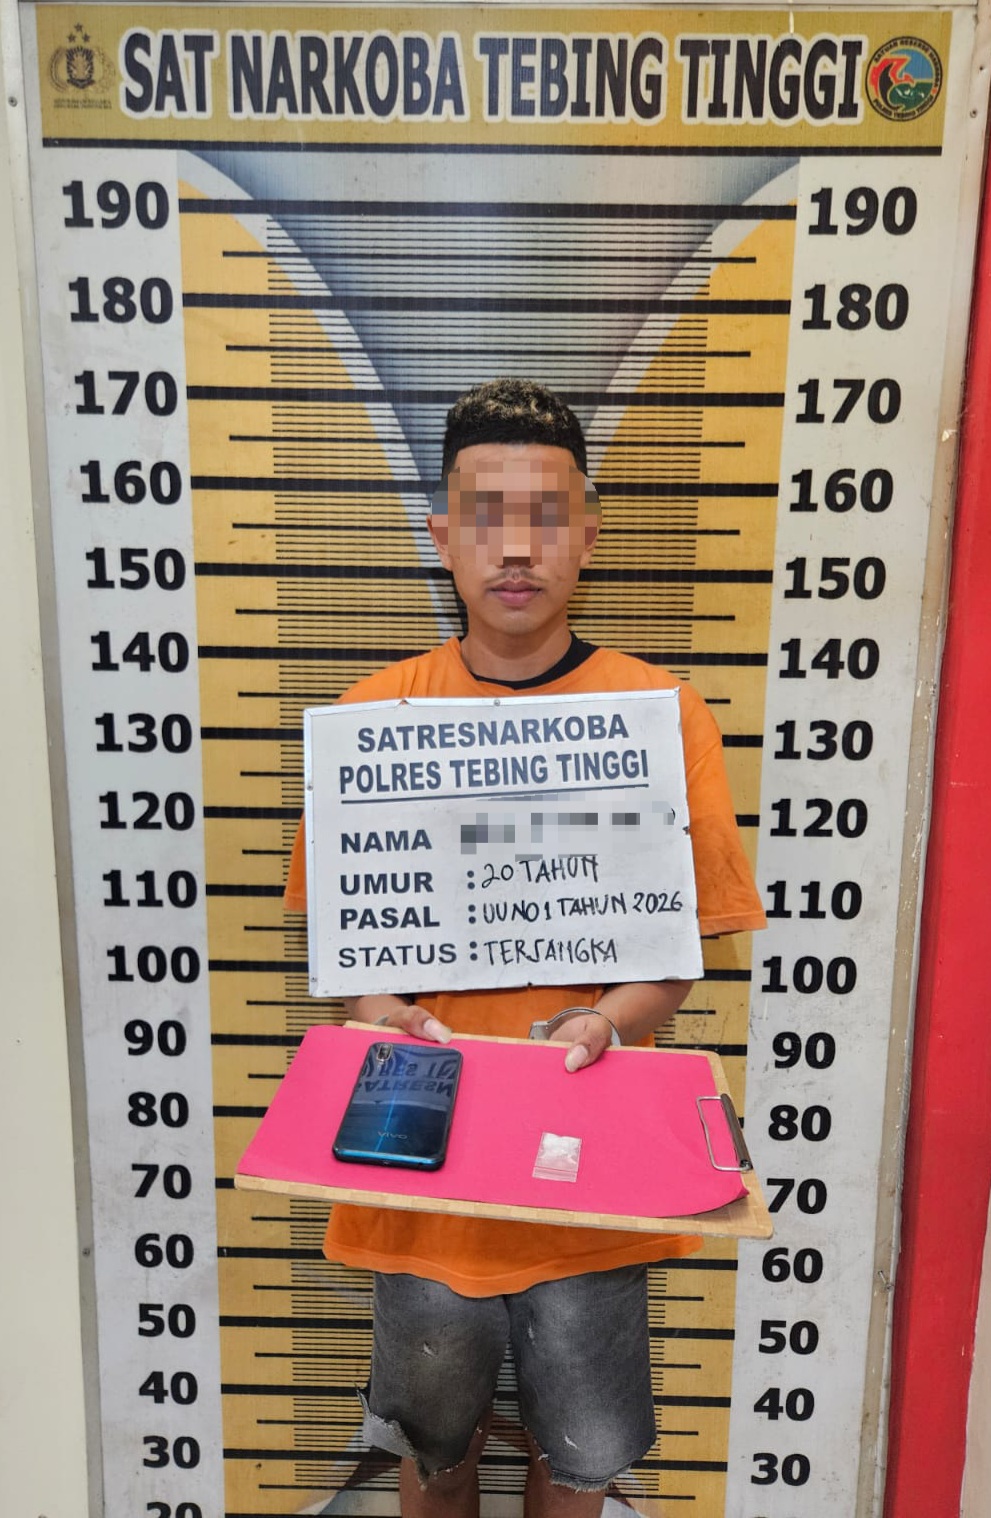 SAT NARKOBA TEBING TINGGI
190 190
180 180
170 170
160 160
150 150
140 140
130 130
120 120
110 110
100 100
90 90
80 80
70 70
60 60
50 50
40 40
30 30
20
SATRESNARKOBA
POLRES TEBING TINGGI
NAMA
UMUR : 20 TAHUN
PASAL : UU NO 1 TAHUN 2026
STATUS : TERSANGKA
vivo